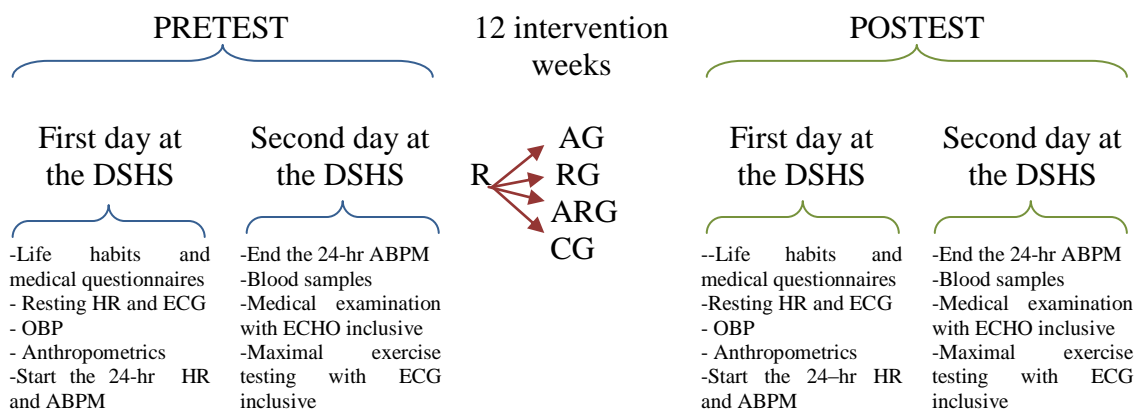 PRETEST
First day at
the DSHS
-Life habits and
medical questionnaires
- Resting HR and ECG
- OBP
- Anthropometrics
-Start the 24-hr HR
and ABPM
Second day at
the DSHS
-End the 24-hr ABPM
-Blood samples
-Medical examination
with ECHO inclusive
-Maximal exercise
testing with ECG
inclusive
12 intervention
weeks
R
AG
RG
ARG
CG
POSTEST
First day at
the DSHS
--Life habits and
medical questionnaires
-Resting HR and ECG
- OBP
-Anthropometrics
-Start the 24–hr HR
and ABPM
Second day at
the DSHS
-End the 24-hr ABPM
-Blood samples
-Medical examination
with ECHO inclusive
-Maximal exercise
testing with ECG
inclusive